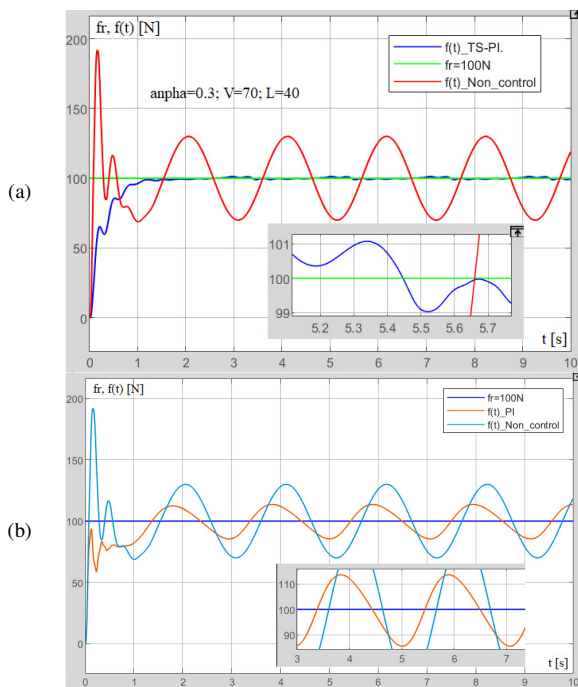 (a)
fr, f(t) [N]
f(t)_TS-PI.
fr=100N
f(t)_Non_control
anpha=0.3; V=70; L=40
200
150
100
50
0
101
100
99
5.2 5.3 5.4 5.5 5.6 5.7
t [s]
0 1 2 3 4 5 6 7 8 9 10
(b)
fr, f(t) [N]
fr=100N
f(t)_PI
f(t)_Non_control
200
150
100
50
0
110
100
90
3 4 5 6 7
t [s]
0 1 2 3 4 5 6 7 8 9 10